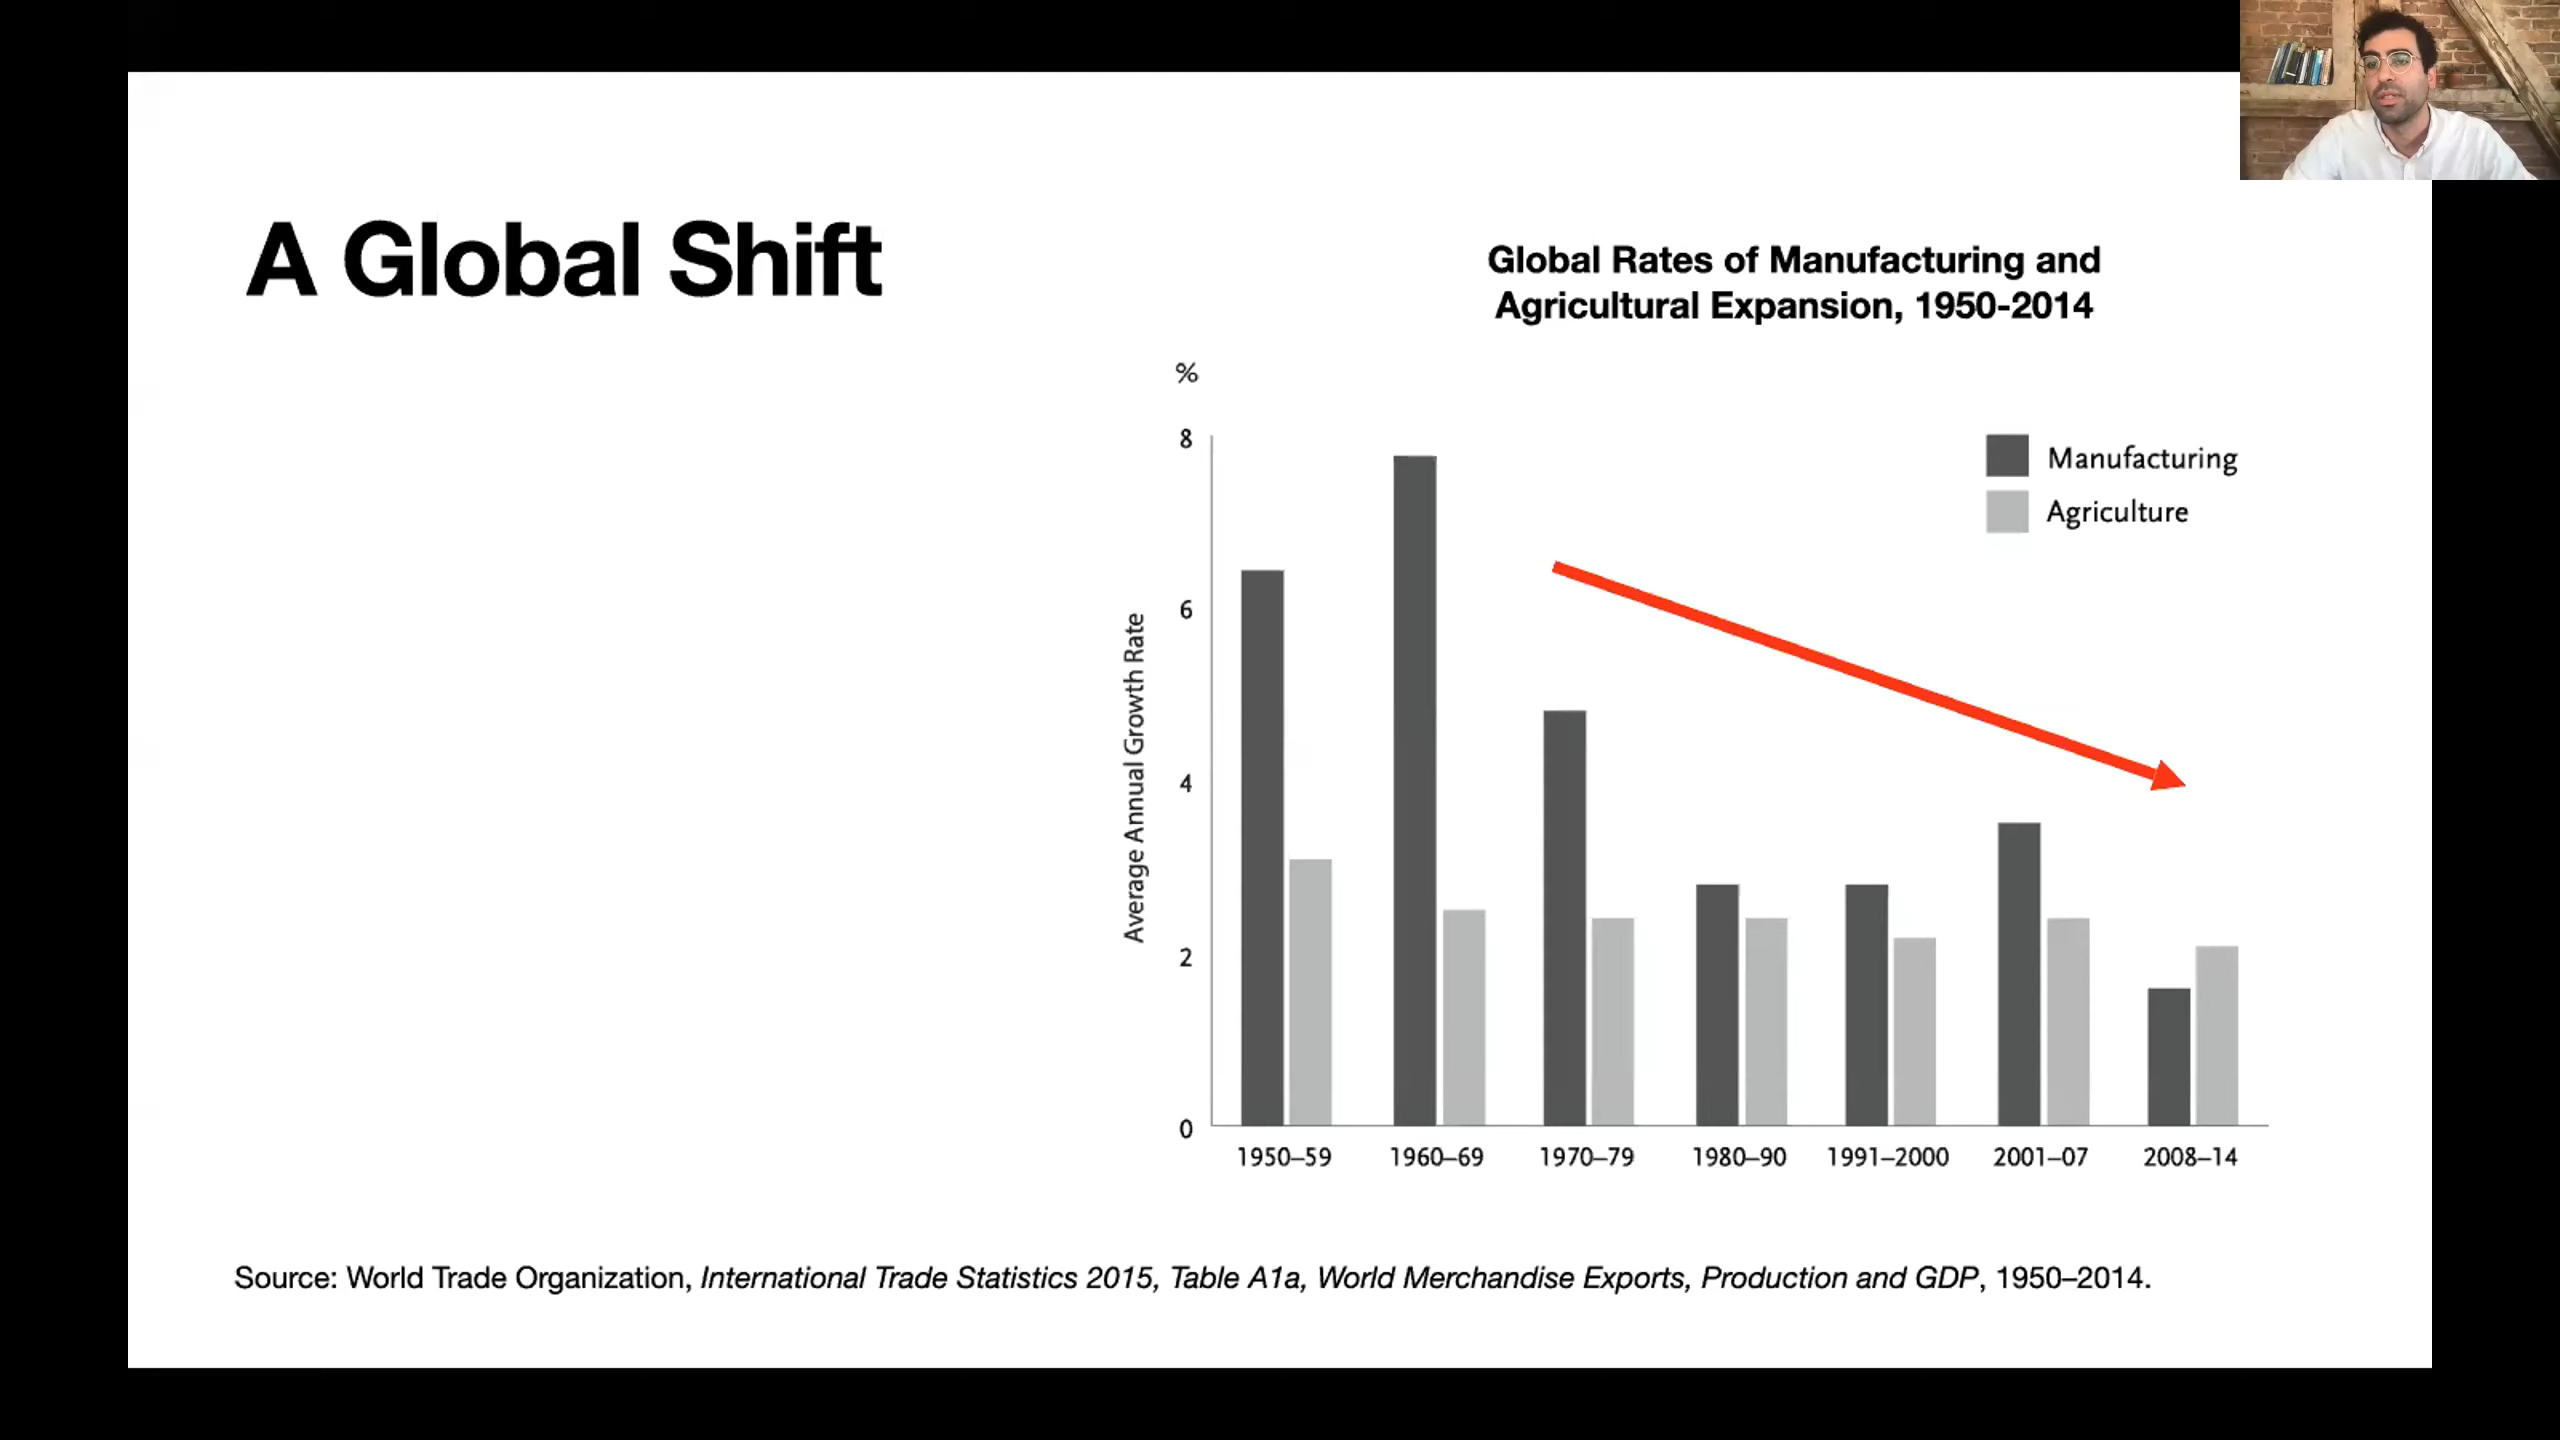 A Global Shift
Global Rates of Manufacturing and
Agricultural Expansion, 1950-2014
%
8
6
4
2
0
Average Annual Growth Rate
Manufacturing
Agriculture
1950–59 1960–69 1970–79 1980–90 1991–2000 2001–07 2008–14
Source: World Trade Organization, International Trade Statistics 2015, Table A1a, World Merchandise Exports, Production and GDP, 1950–2014.